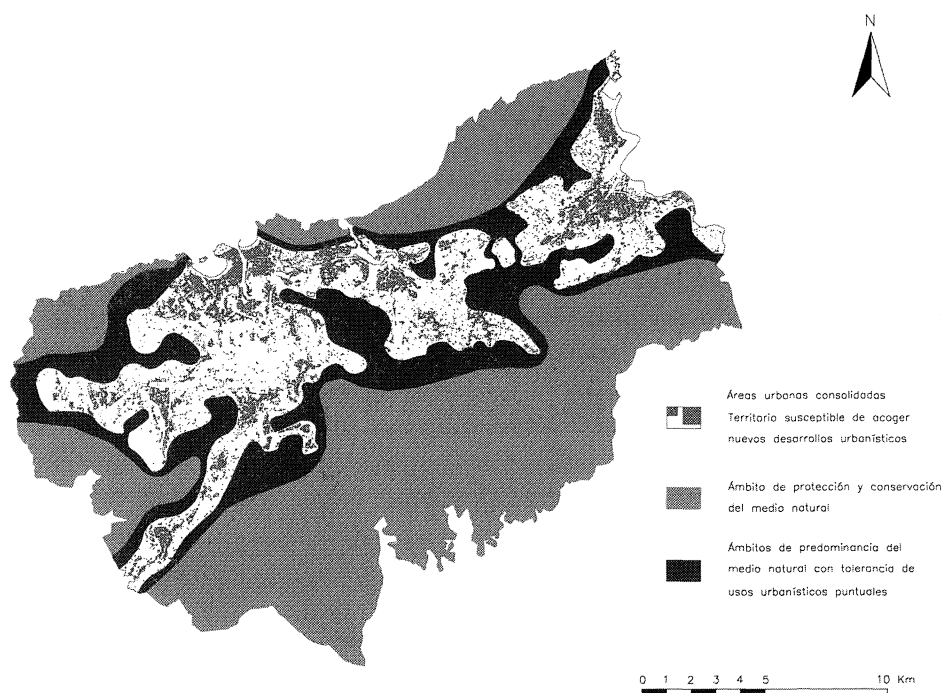 N
Áreas urbanas consolidadas
Territorio susceptible de acoger
nuevos desarrollos urbanísticos
Ámbito de protección y conservación
del medio natural
Ámbitos de predominancia del
medio natural con tolerancia de
usos urbanísticos puntuales
0 1 2 3 4 5 10 Km